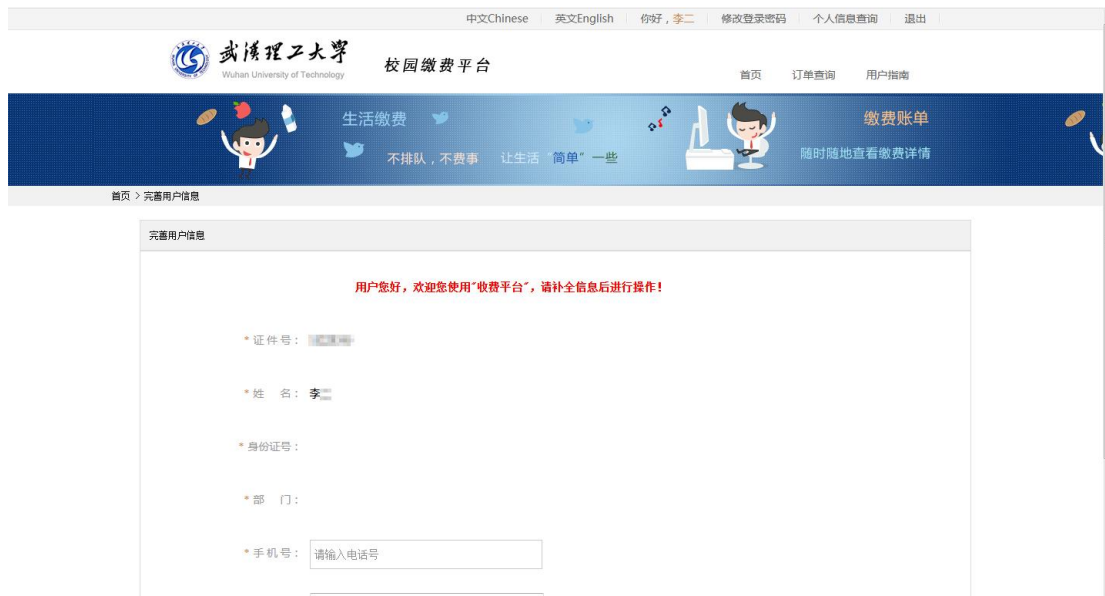 中文Chinese 英文English 你好，李二 修改登录密码 个人信息查询 退出
武漢理工大学
Wuhan University of Technology
校园缴费平台
首页 订单查询 用户指南
生活缴费
不排队，不费事 让生活“简单”一些
缴费账单
随时随地查看缴费详情
首页 > 完善用户信息
完善用户信息
用户您好，欢迎您使用"收费平台"，请补全信息后进行操作！
*证件号：
*姓 名：李
*身份证号：
*部 门：
*手机号：请输入电话号